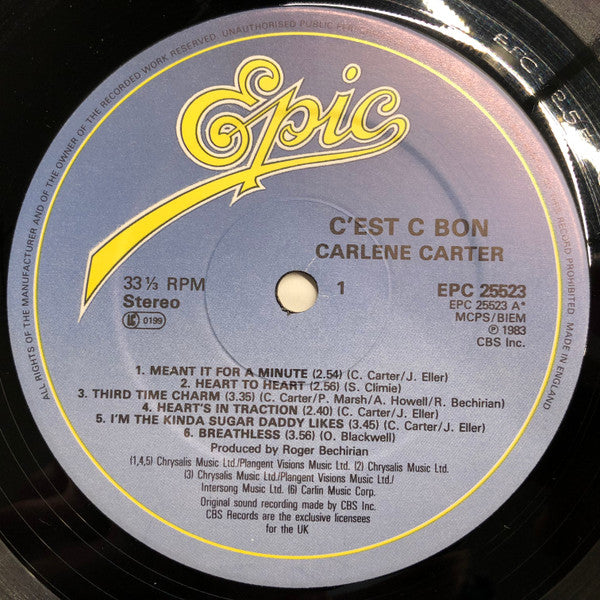 ALL RIGHTS OF THE MANUFACTURER AND OF THE OWNER OF THE RECORDED WORK RESERVED. UNAUTHORISED PUBLIC
RECORD PROHIBITED. MADE IN ENGLAND
Epic
C'EST C BON
CARLENE CARTER
33⅓ RPM
Stereo
LC 0199
1
EPC 25523
EPC 25523 A*
MCPS/BIEM
℗ 1983
CBS Inc.
1. MEANT IT FOR A MINUTE (2.54) (C. Carter/J. Eller)
2. HEART TO HEART (2.56) (S. Climie)
3. THIRD TIME CHARM (3.35) (C. Carter/P. Marsh/A. Howell/R. Bechirian)
4. HEART'S IN TRACTION (2.40) (C. Carter/J. Eller)
5. I'M THE KINDA SUGAR DADDY LIKES (3.45) (C. Carter/J. Eller)
6. BREATHLESS (3.56) (O. Blackwell)
Produced by Roger Bechirian
(1,4,5) Chrysalis Music Ltd./Plangent Visions Music Ltd. (2) Chrysalis Music Ltd.
(3) Chrysalis Music Ltd./Plangent Visions Music Ltd./
Intersong Music Ltd. (6) Carlin Music Corp.
Original sound recording made by CBS Inc.
CBS Records are the exclusive licensees
for the UK